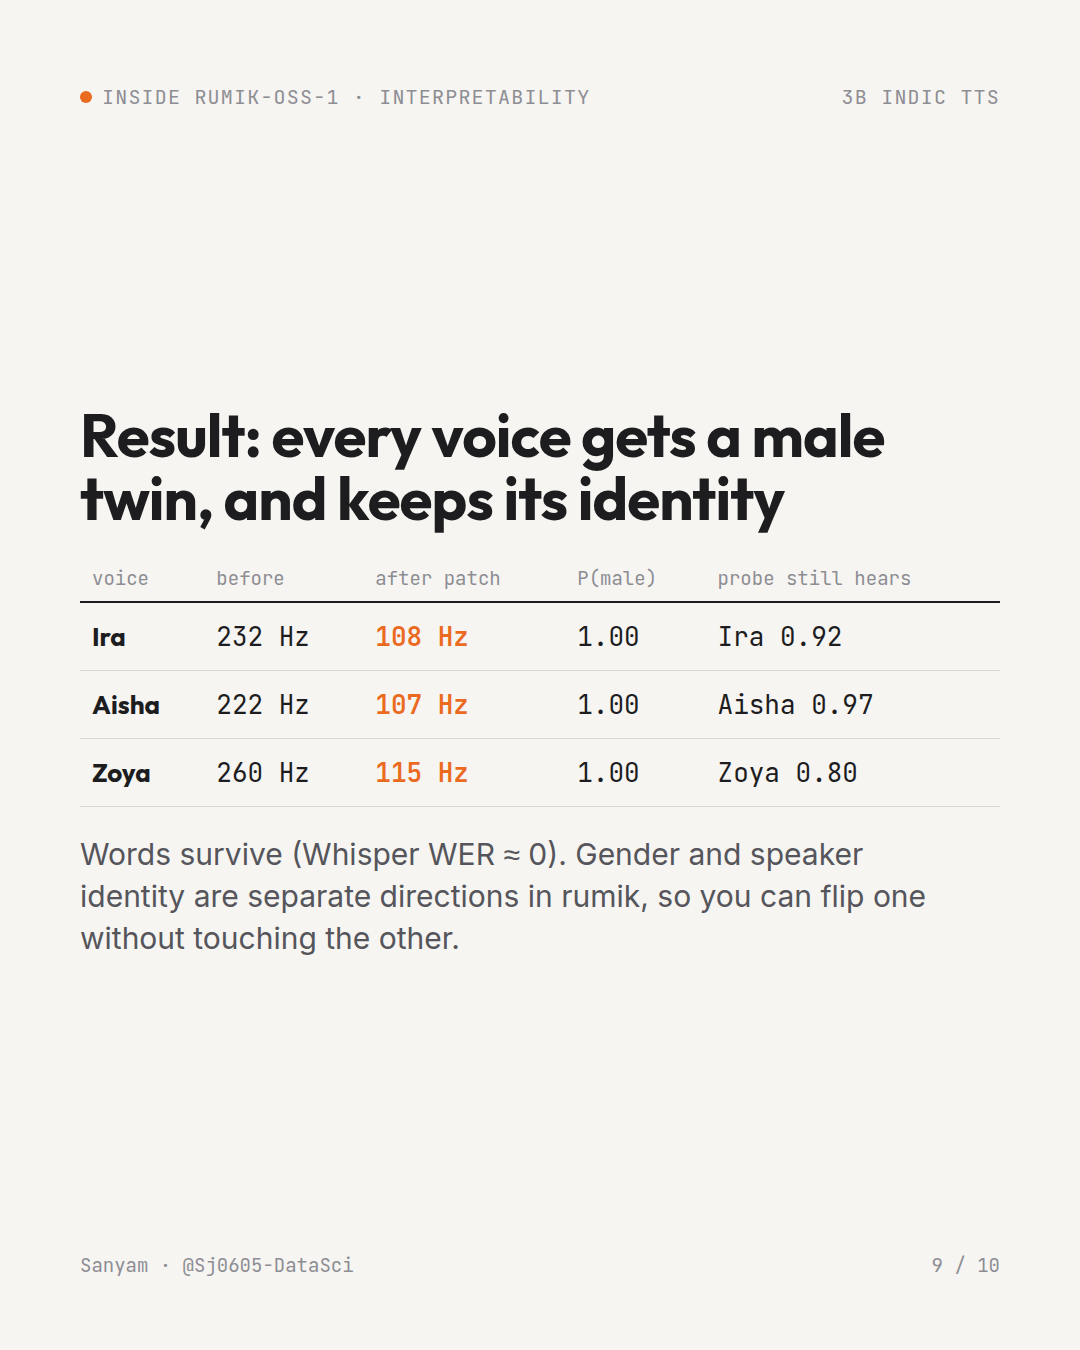 INSIDE RUMIK-OSS-1 · INTERPRETABILITY 3B INDIC TTS
Result: every voice gets a male
twin, and keeps its identity
voice before after patch P(male) probe still hears
Ira 232 Hz 108 Hz 1.00 Ira 0.92
Aisha 222 Hz 107 Hz 1.00 Aisha 0.97
Zoya 260 Hz 115 Hz 1.00 Zoya 0.80
Words survive (Whisper WER ≈ 0). Gender and speaker
identity are separate directions in rumik, so you can flip one
without touching the other.
Sanyam · @Sj0605-DataSci 9 / 10